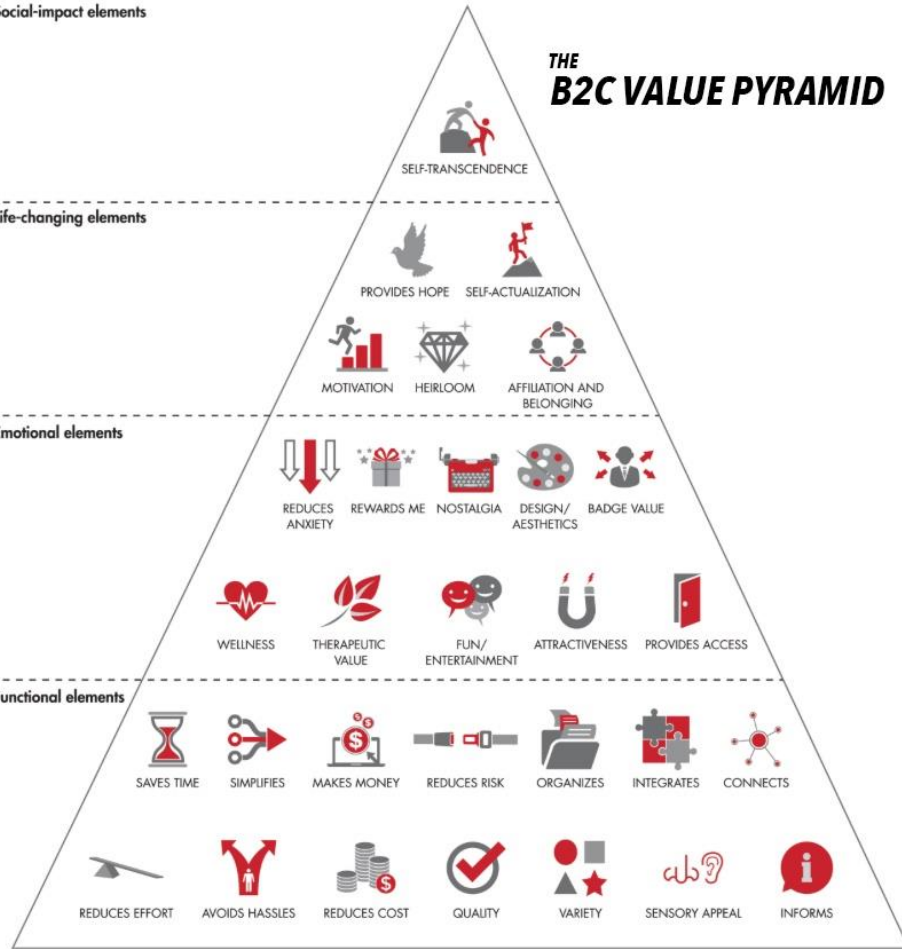 ocial-impact elements
THE
B2C VALUE PYRAMID
SELF-TRANSCENDENCE
ife-changing elements
PROVIDES HOPE
SELF-ACTUALIZATION
MOTIVATION
HEIRLOOM
AFFILIATION AND
BELONGING
motional elements
REDUCES
ANXIETY
REWARDS ME
NOSTALGIA
DESIGN/
AESTHETICS
BADGE VALUE
WELLNESS
THERAPEUTIC
VALUE
FUN/
ENTERTAINMENT
ATTRACTIVENESS
PROVIDES ACCESS
unctional elements
SAVES TIME
SIMPLIFIES
MAKES MONEY
REDUCES RISK
ORGANIZES
INTEGRATES
CONNECTS
REDUCES EFFORT
AVOIDS HASSLES
REDUCES COST
QUALITY
VARIETY
SENSORY APPEAL
INFORMS